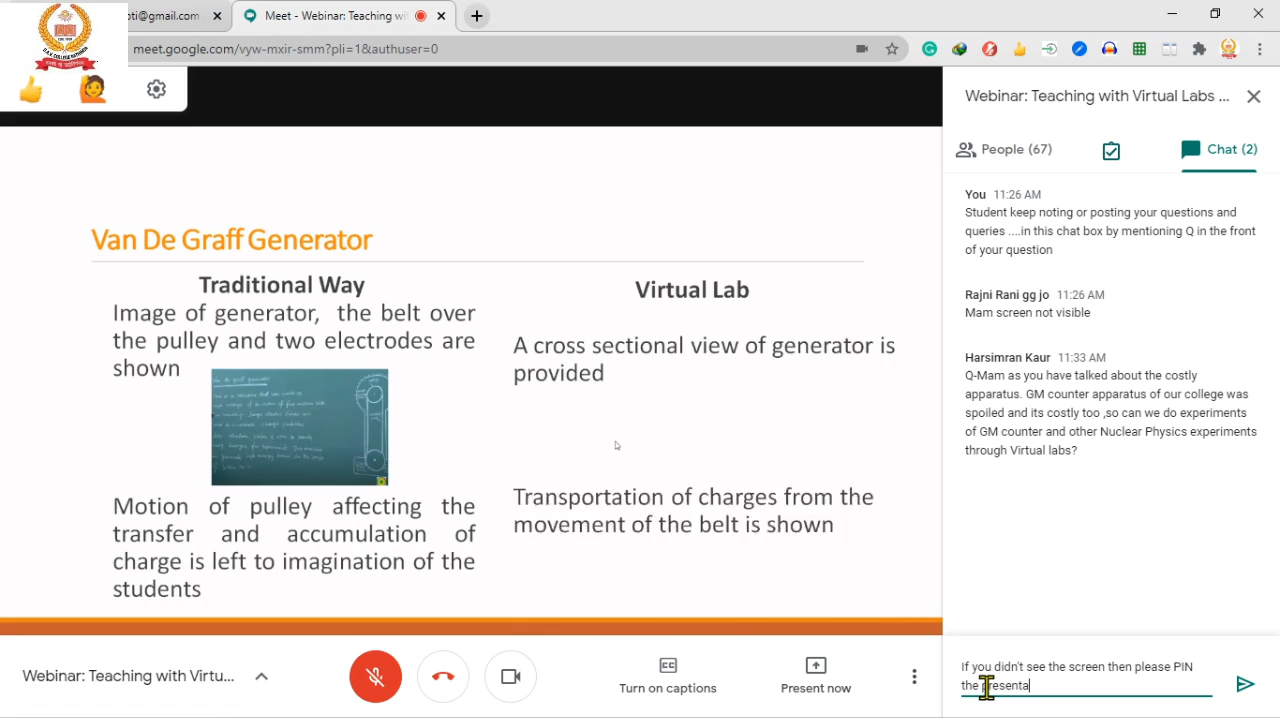 oti@gmail.com
Meet - Webinar: Teaching with
meet.google.com/vyw-mxir-smm?pli=1&authuser=0
Webinar: Teaching with Virtual Labs ...
People (67)
Chat (2)
Van De Graff Generator
Traditional Way
Image of generator, the belt over
the pulley and two electrodes are
shown
Motion of pulley affecting the
transfer and accumulation of
charge is left to imagination of the
students
Virtual Lab
A cross sectional view of generator is
provided
Transportation of charges from the
movement of the belt is shown
You 11:26 AM
Student keep noting or posting your questions and
queries ....in this chat box by mentioning Q in the front
of your question
Rajni Rani gg jo 11:26 AM
Mam screen not visible
Harsimran Kaur 11:33 AM
Q-Mam as you have talked about the costly
apparatus. GM counter apparatus of our college was
spoiled and its costly too ,so can we do experiments
of GM counter and other Nuclear Physics experiments
through Virtual labs?
If you didn't see the screen then please PIN
the presenta
Webinar: Teaching with Virtu...
Turn on captions
Present now